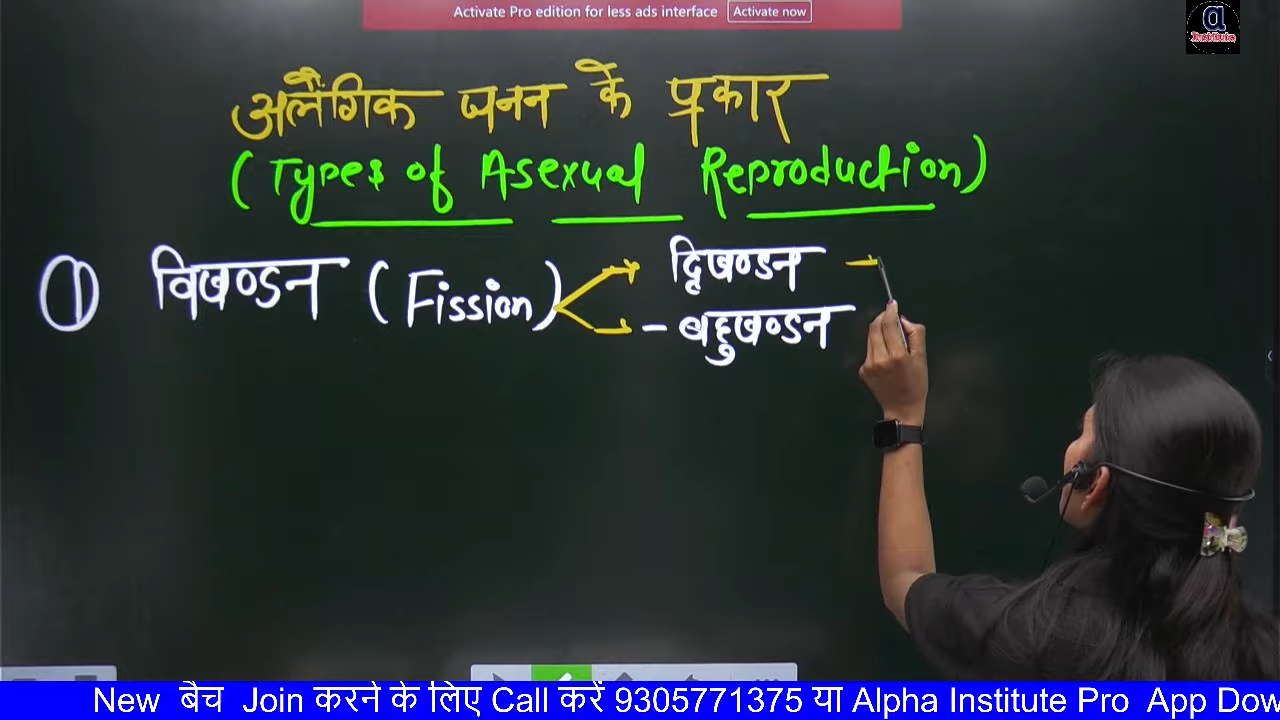 Activate Pro edition for less ads interface Activate now
a
Institute
अलैंगिक जनन के प्रकार
(Types of Asexual Reproduction)
① विखण्डन (Fission) द्विखण्डन –
– बहुखण्डन
New बैच Join करने के लिए Call करें 9305771375 या Alpha Institute Pro App Dow